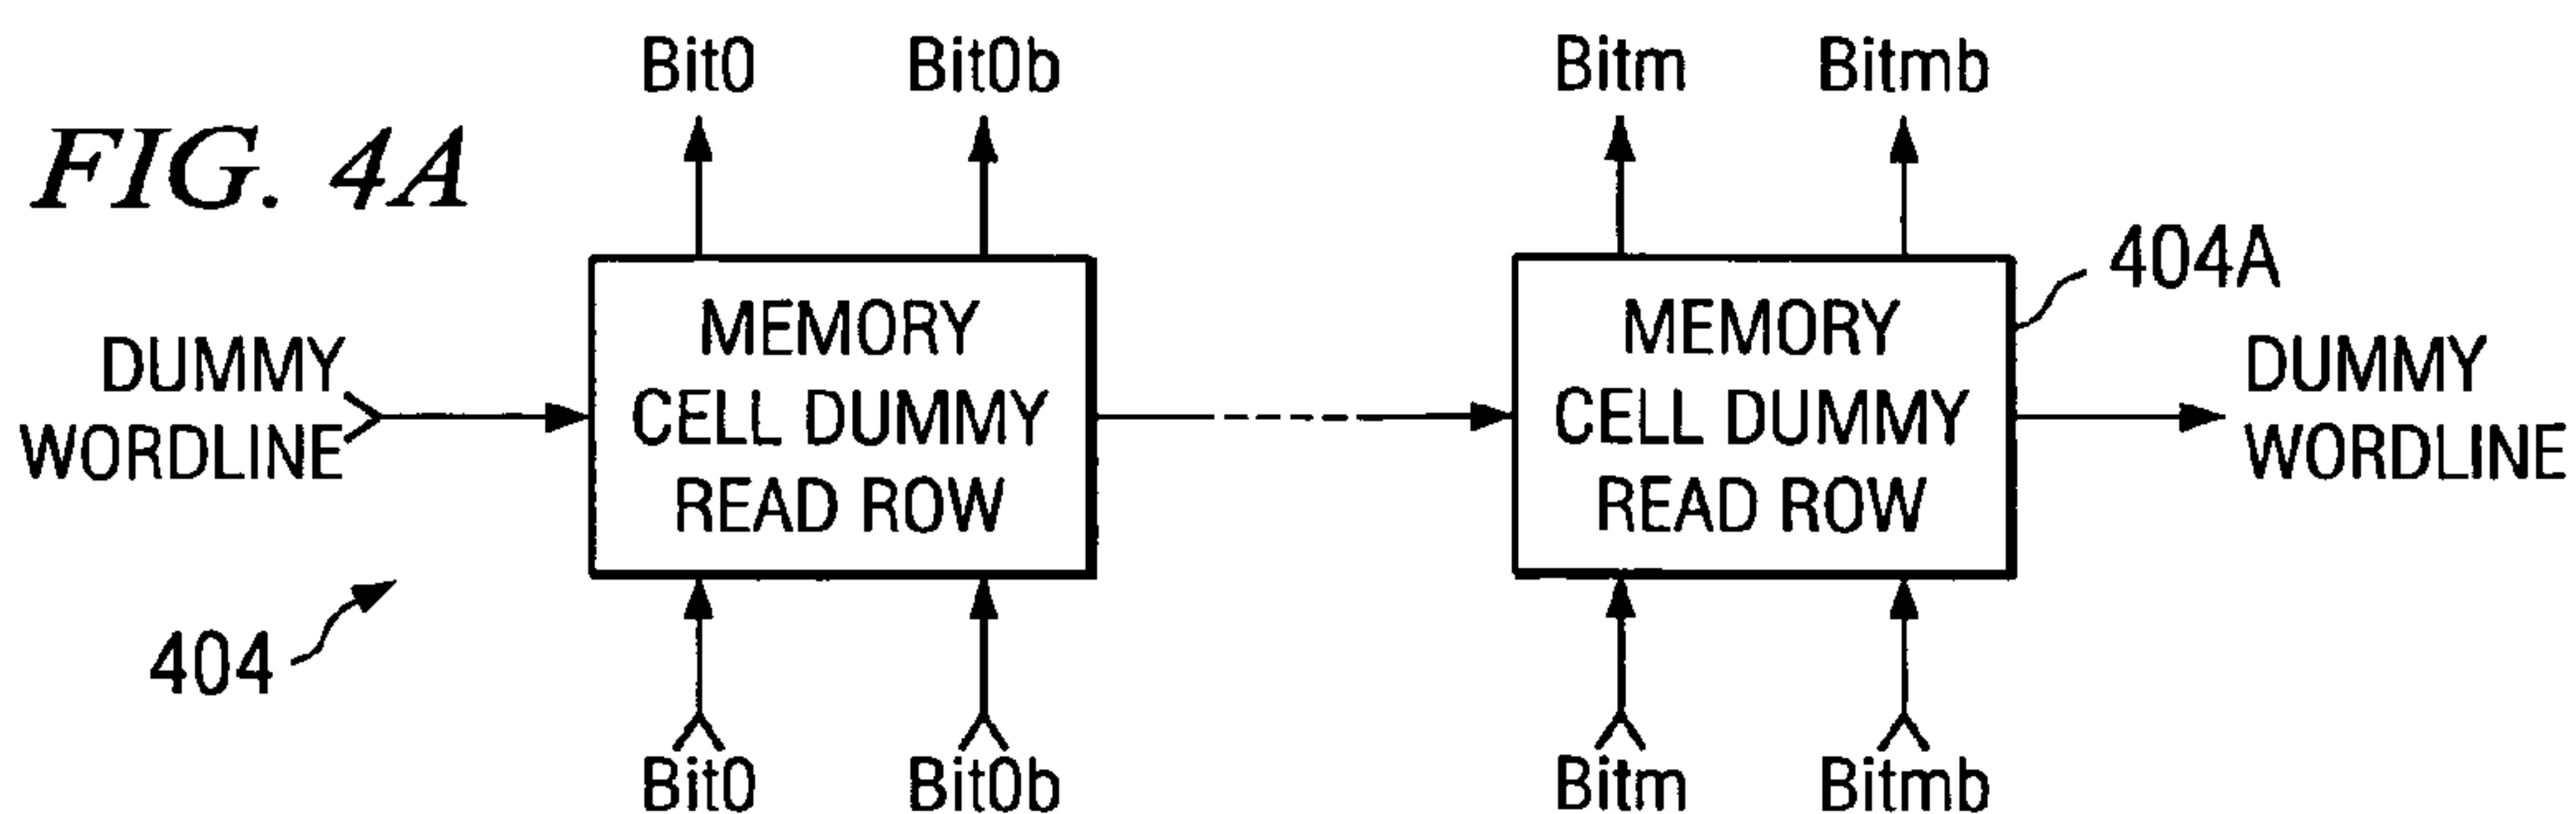 Bit0 Bit0b Bitm Bitmb
FIG. 4A
404A
DUMMY
WORDLINE
MEMORY
CELL DUMMY
READ ROW
MEMORY
CELL DUMMY
READ ROW
DUMMY
WORDLINE
404
Bit0 Bit0b Bitm Bitmb